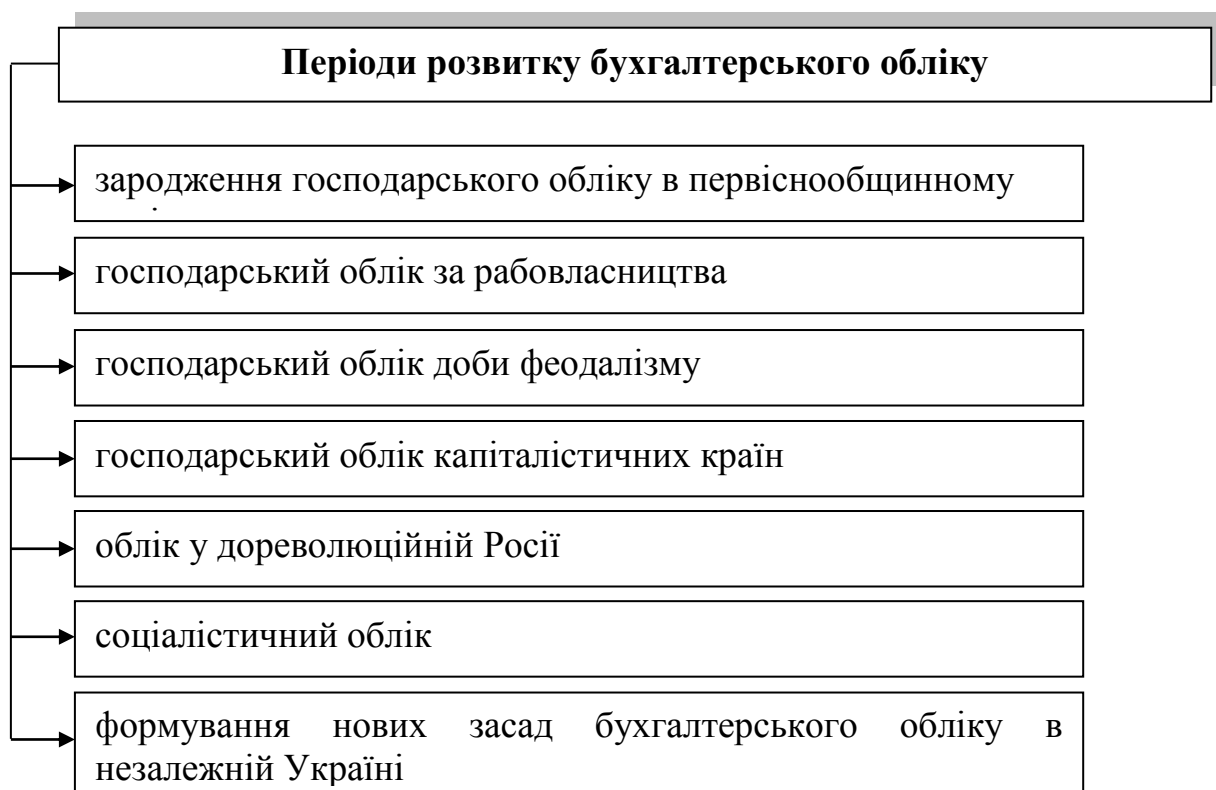 Періоди розвитку бухгалтерського обліку
зародження господарського обліку в первіснообщинному
господарський облік за рабовласництва
господарський облік доби феодалізму
господарський облік капіталістичних країн
облік у дореволюційній Росії
соціалістичний облік
формування нових засад бухгалтерського обліку в
незалежній Україні